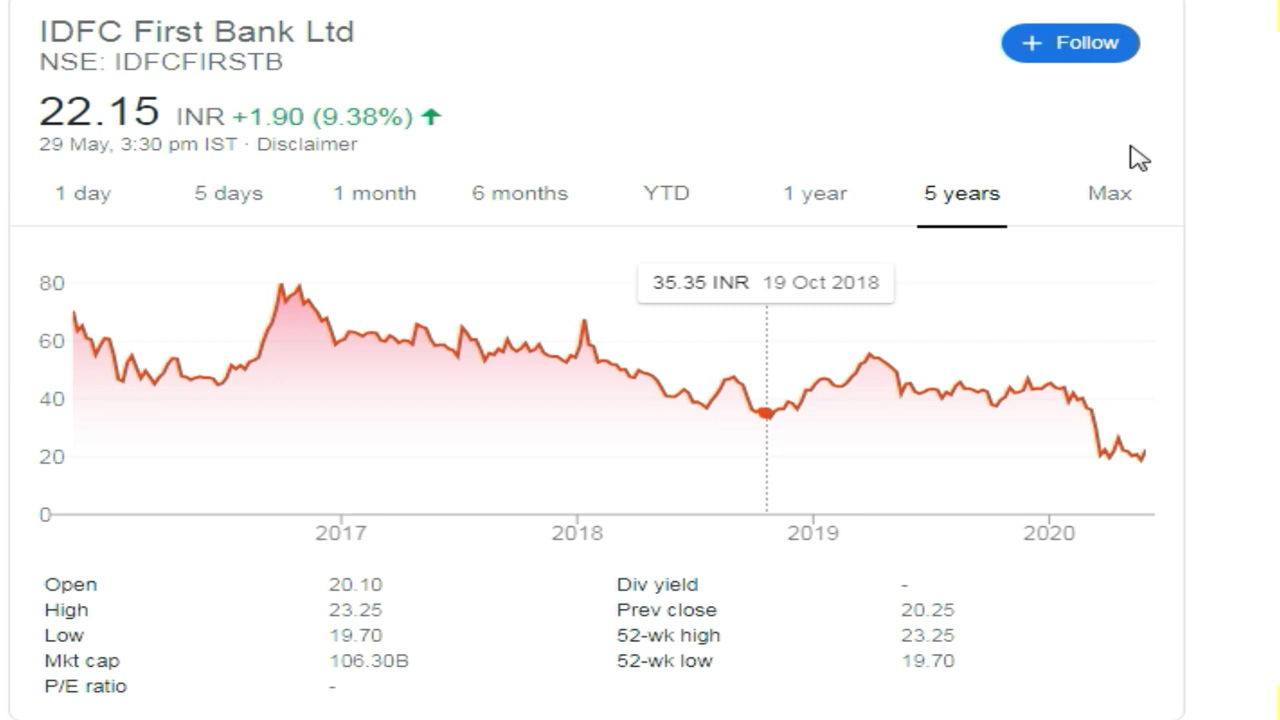 IDFC First Bank Ltd
NSE: IDFCFIRSTB
+ Follow
22.15 INR +1.90 (9.38%)
29 May, 3:30 pm IST · Disclaimer
1 day 5 days 1 month 6 months YTD 1 year 5 years Max
35.35 INR 19 Oct 2018
80
60
40
20
0
2017 2018 2019 2020
Open 20.10 Div yield -
High 23.25 Prev close 20.25
Low 19.70 52-wk high 23.25
Mkt cap 106.30B 52-wk low 19.70
P/E ratio -